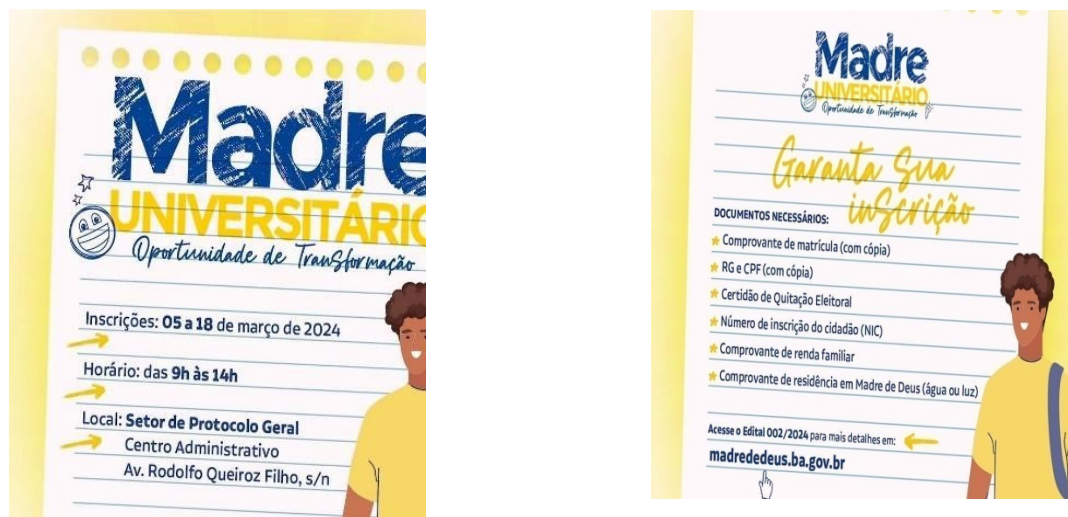 Madre
UNIVERSITÁRIO
Oportunidade de Transformação
Inscrições: 05 a 18 de março de 2024
Horário: das 9h às 14h
Local: Setor de Protocolo Geral
Centro Administrativo
Av. Rodolfo Queiroz Filho, s/n
Madre
UNIVERSITÁRIO
Oportunidade de Transformação
Garanta Sua
inscrição
DOCUMENTOS NECESSÁRIOS:
Comprovante de matrícula (com cópia)
RG e CPF (com cópia)
Certidão de Quitação Eleitoral
Número de inscrição do cidadão (NIC)
Comprovante de renda familiar
Comprovante de residência em Madre de Deus (água ou luz)
Acesse o Edital 002/2024 para mais detalhes em:
madrededeus.ba.gov.br